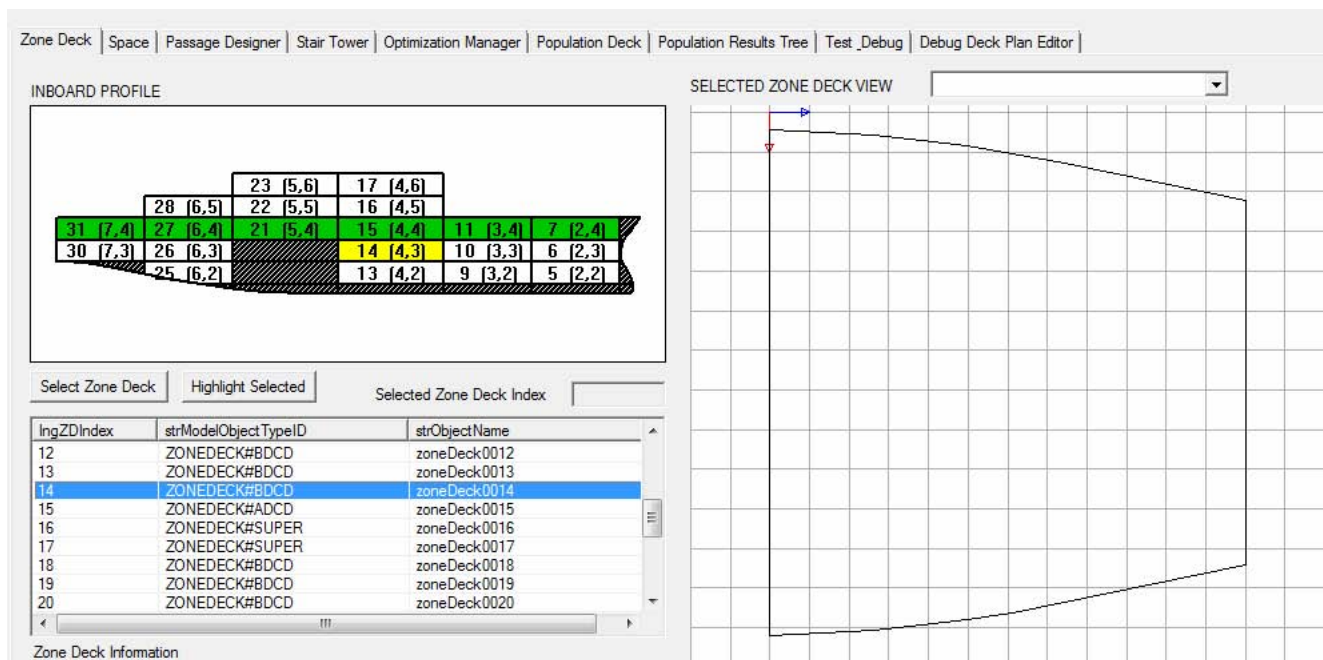 Zone Deck Space Passage Designer Stair Tower Optimization Manager Population Deck Population Results Tree Test _Debug Debug Deck Plan Editor
INBOARD PROFILE
23 (5,6) 17 (4,6)
28 (6,5) 22 (5,5) 16 (4,5)
31 (7,4) 27 (6,4) 21 (5,4) 15 (4,4) 11 (3,4) 7 (2,4)
30 (7,3) 26 (6,3) 14 (4,3) 10 (3,3) 6 (2,3)
25 (6,2) 13 (4,2) 9 (3,2) 5 (2,2)
Select Zone Deck Highlight Selected Selected Zone Deck Index
lngZDIndex strModelObjectTypeID strObjectName
12 ZONEDECK#BDCD zoneDeck0012
13 ZONEDECK#BDCD zoneDeck0013
14 ZONEDECK#BDCD zoneDeck0014
15 ZONEDECK#ADCD zoneDeck0015
16 ZONEDECK#SUPER zoneDeck0016
17 ZONEDECK#SUPER zoneDeck0017
18 ZONEDECK#BDCD zoneDeck0018
19 ZONEDECK#BDCD zoneDeck0019
20 ZONEDECK#BDCD zoneDeck0020
Zone Deck Information
SELECTED ZONE DECK VIEW